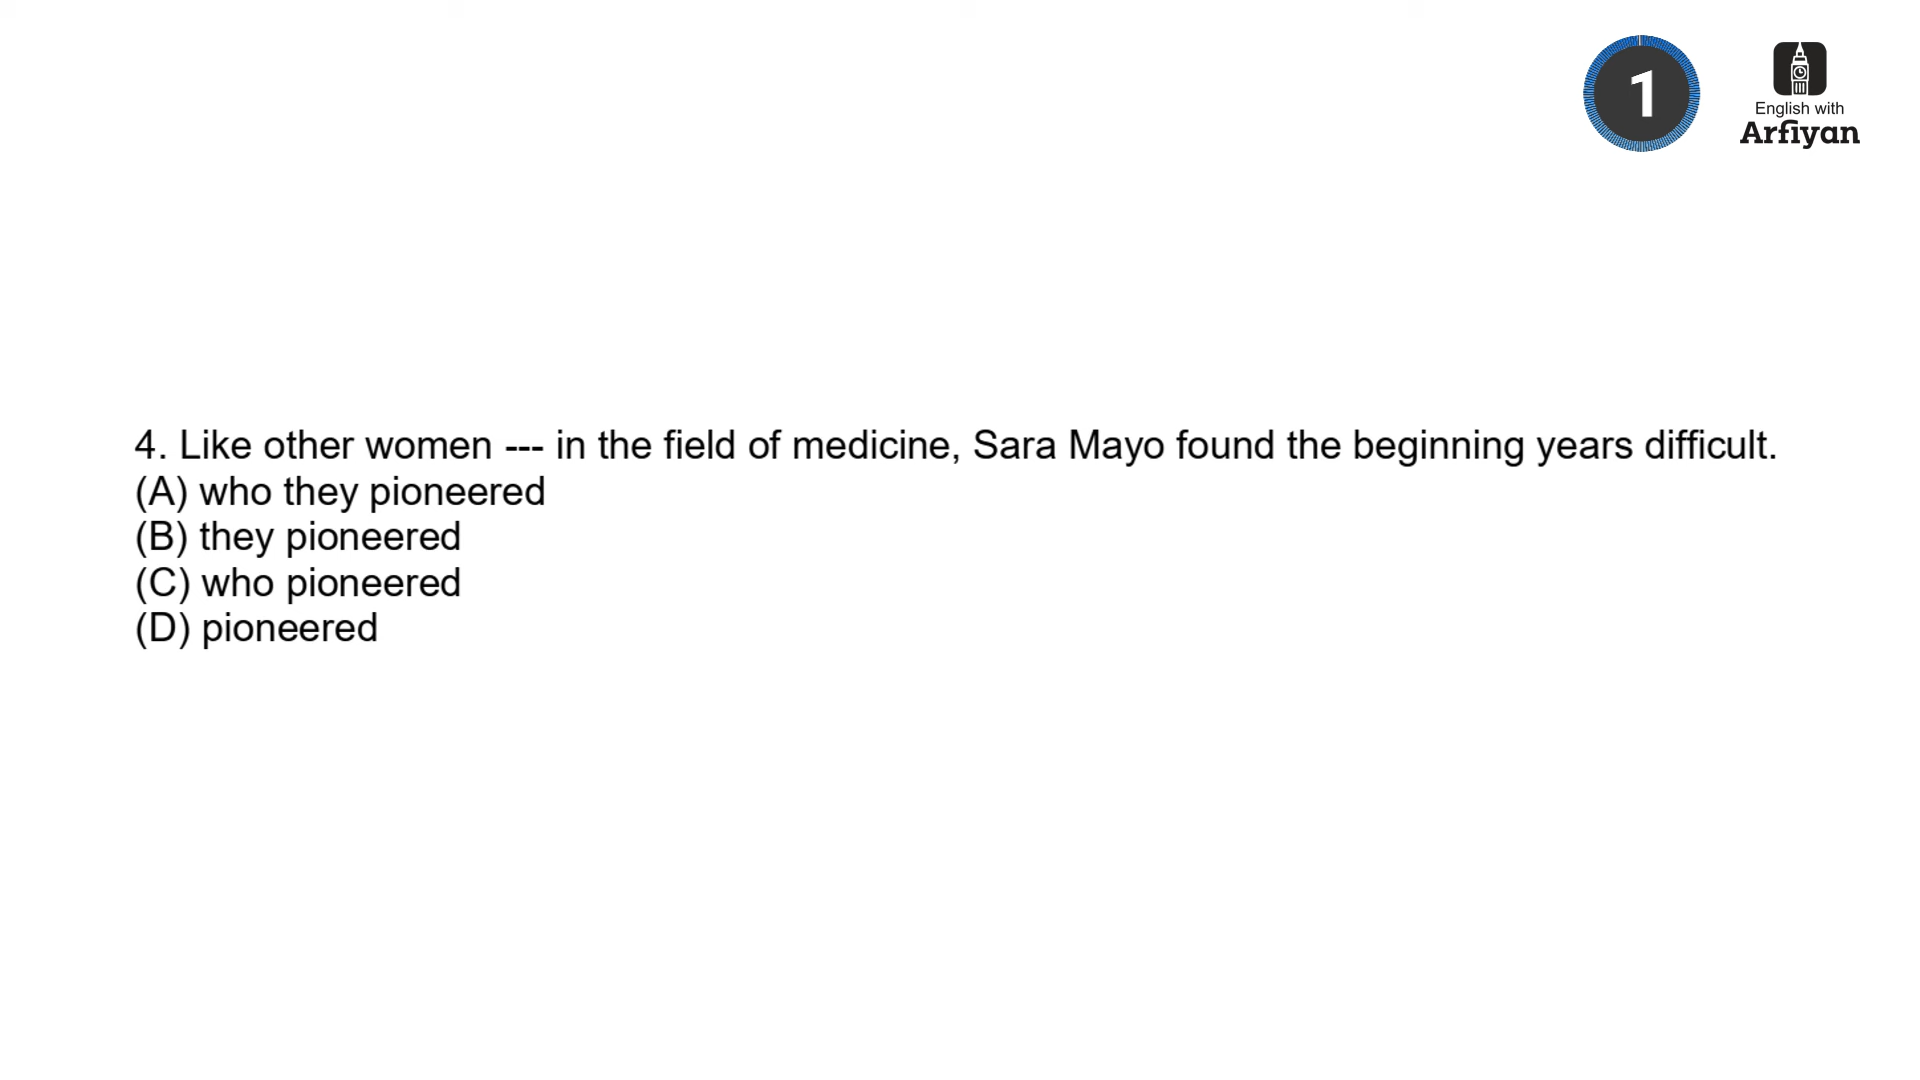 1
English with
Arfiyan
4. Like other women --- in the field of medicine, Sara Mayo found the beginning years difficult.
(A) who they pioneered
(B) they pioneered
(C) who pioneered
(D) pioneered